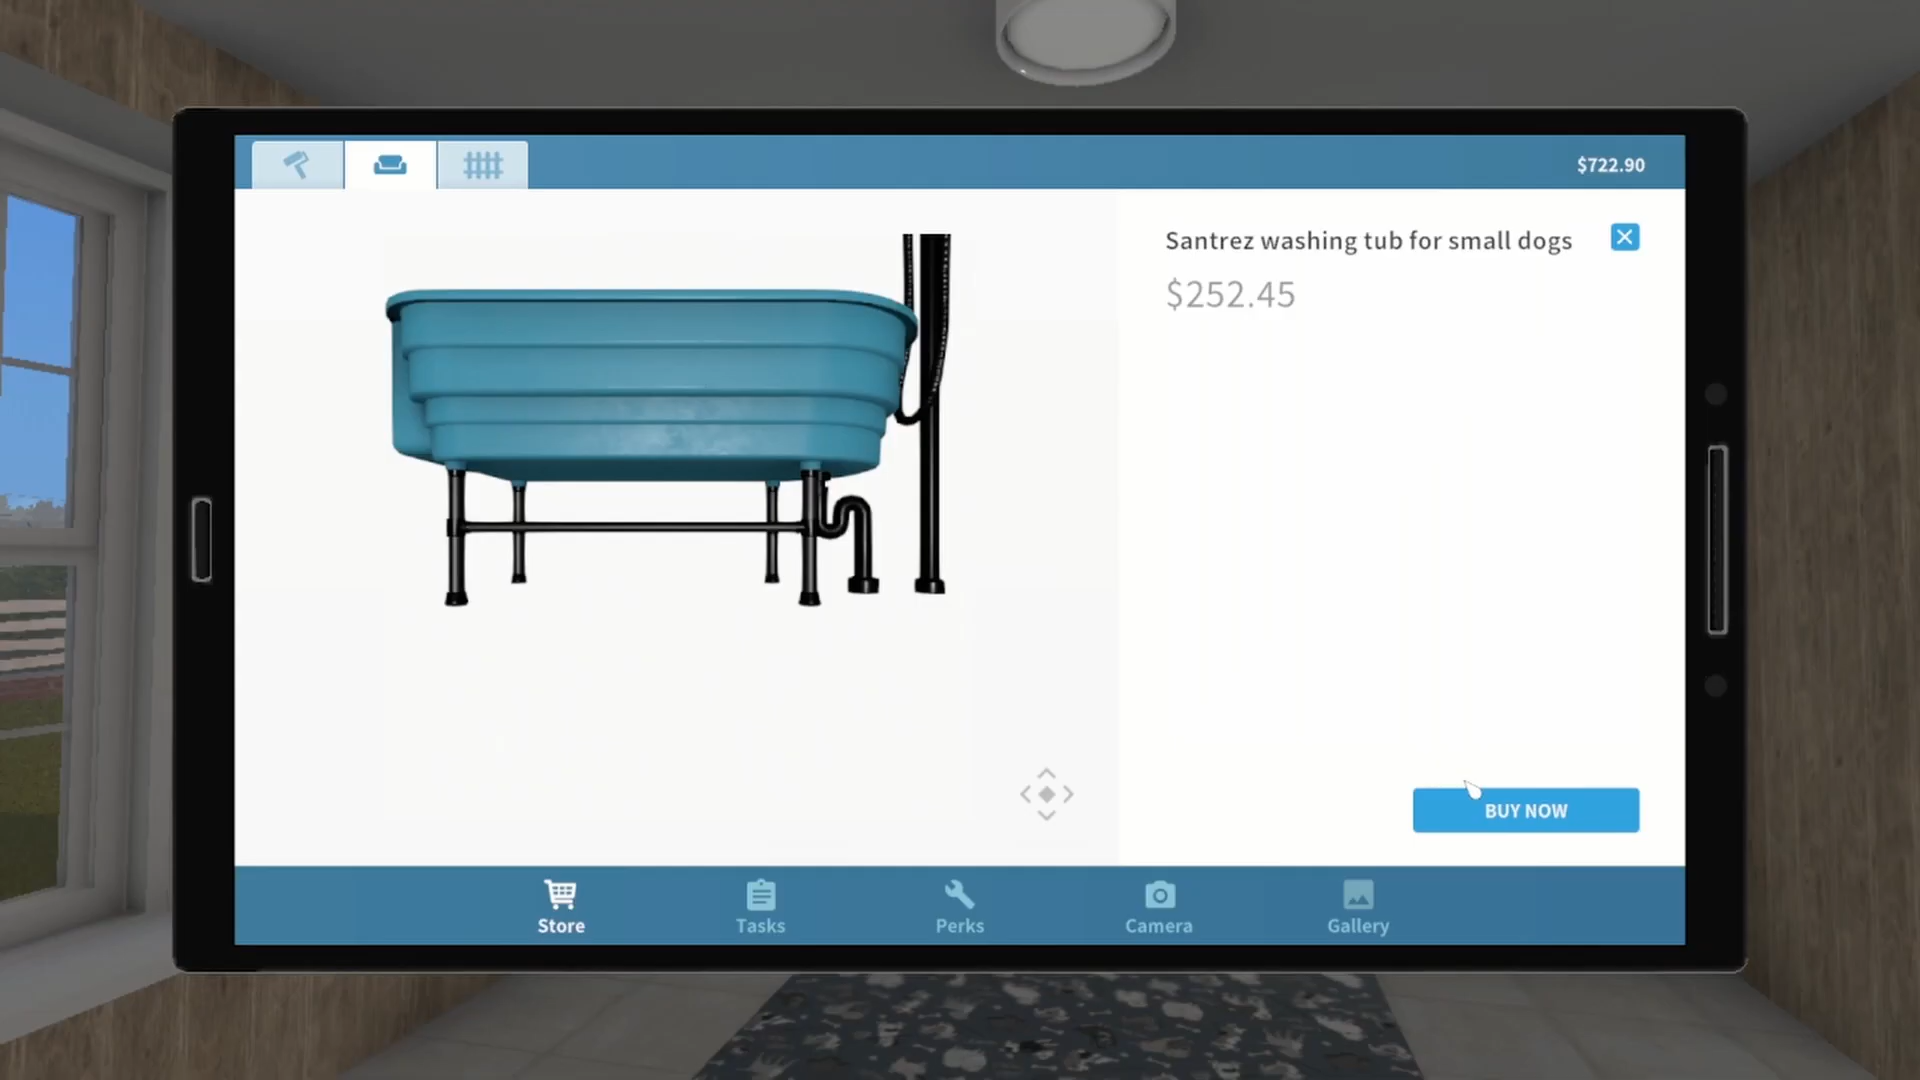 $722.90
Santrez washing tub for small dogs
$252.45
BUY NOW
Store
Tasks
Perks
Camera
Gallery